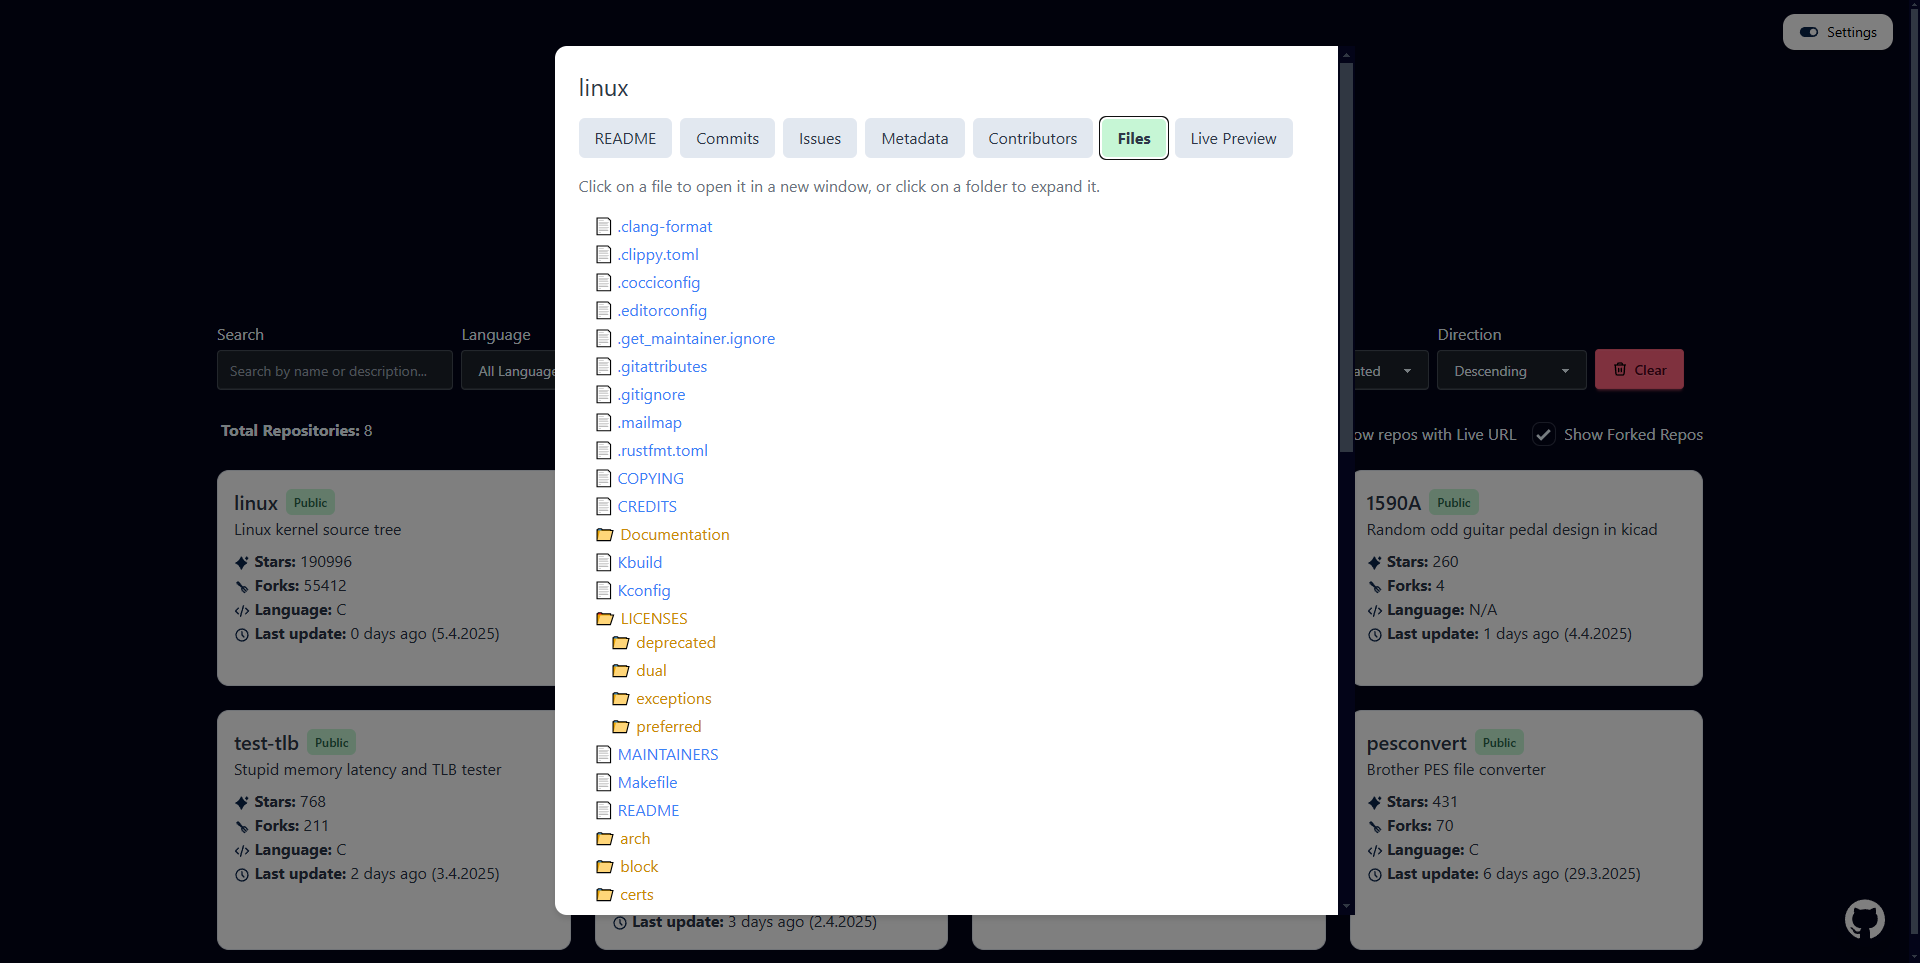 Settings
linux
README Commits Issues Metadata Contributors Files Live Preview
Click on a file to open it in a new window, or click on a folder to expand it.
.clang-format
.clippy.toml
.cocciconfig
.editorconfig
.get_maintainer.ignore
.gitattributes
.gitignore
.mailmap
.rustfmt.toml
COPYING
CREDITS
Documentation
Kbuild
Kconfig
LICENSES
deprecated
dual
exceptions
preferred
MAINTAINERS
Makefile
README
arch
block
certs
Search Language Direction
Search by name or description... All Language ated Descending Clear
Total Repositories: 8 ow repos with Live URL Show Forked Repos
linux Public
Linux kernel source tree
Stars: 190996
Forks: 55412
Language: C
Last update: 0 days ago (5.4.2025)
1590A Public
Random odd guitar pedal design in kicad
Stars: 260
Forks: 4
Language: N/A
Last update: 1 days ago (4.4.2025)
test-tlb Public
Stupid memory latency and TLB tester
Stars: 768
Forks: 211
Language: C
Last update: 2 days ago (3.4.2025)
Last update: 3 days ago (2.4.2025)
pesconvert Public
Brother PES file converter
Stars: 431
Forks: 70
Language: C
Last update: 6 days ago (29.3.2025)